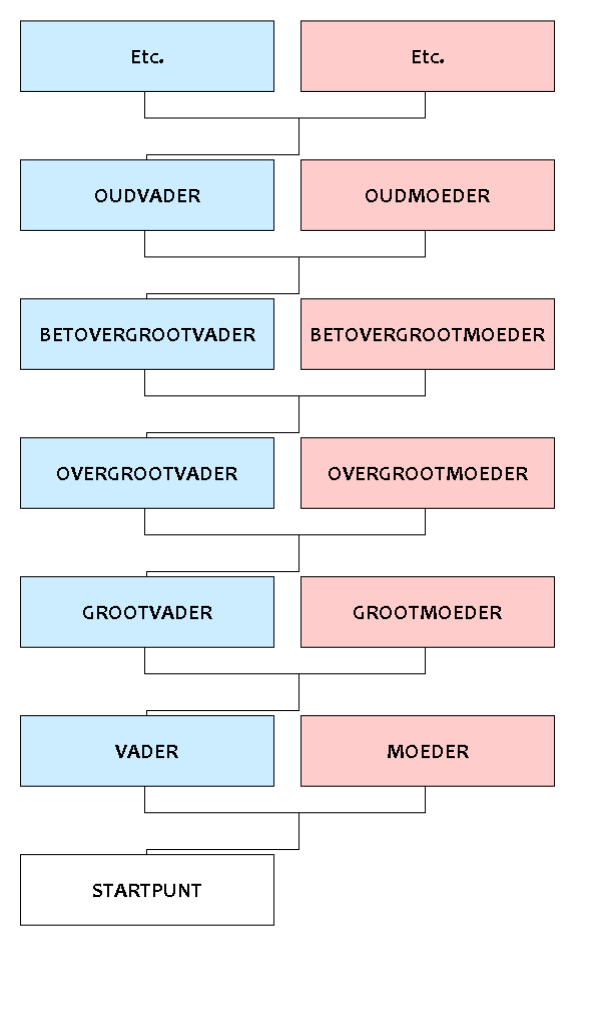 Etc. Etc.
OUDVADER OUDMOEDER
BETOVERGROOTVADER BETOVERGROOTMOEDER
OVERGROOTVADER OVERGROOTMOEDER
GROOTVADER GROOTMOEDER
VADER MOEDER
STARTPUNT